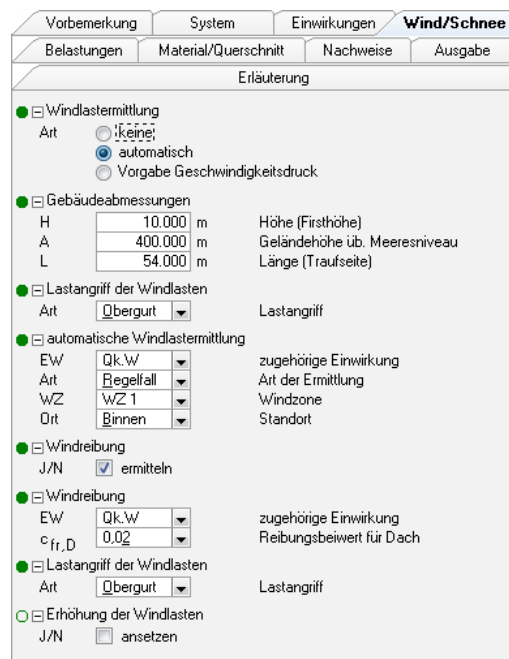 Vorbemerkung System Einwirkungen Wind/Schnee
Belastungen Material/Querschnitt Nachweise Ausgabe
Erläuterung
Windlastermittlung
Art keine
automatisch
Vorgabe Geschwindigkeitsdruck
Gebäudeabmessungen
H 10.000 m Höhe (Firsthöhe)
A 400.000 m Geländehöhe üb. Meeresniveau
L 54.000 m Länge (Traufseite)
Lastangriff der Windlasten
Art Obergurt Lastangriff
automatische Windlastermittlung
EW Qk.W zugehörige Einwirkung
Art Regelfall Art der Ermittlung
WZ WZ 1 Windzone
Ort Binnen Standort
Windreibung
J/N ermitteln
Windreibung
EW Qk.W zugehörige Einwirkung
c fr,D 0,02 Reibungsbeiwert für Dach
Lastangriff der Windlasten
Art Obergurt Lastangriff
Erhöhung der Windlasten
J/N ansetzen